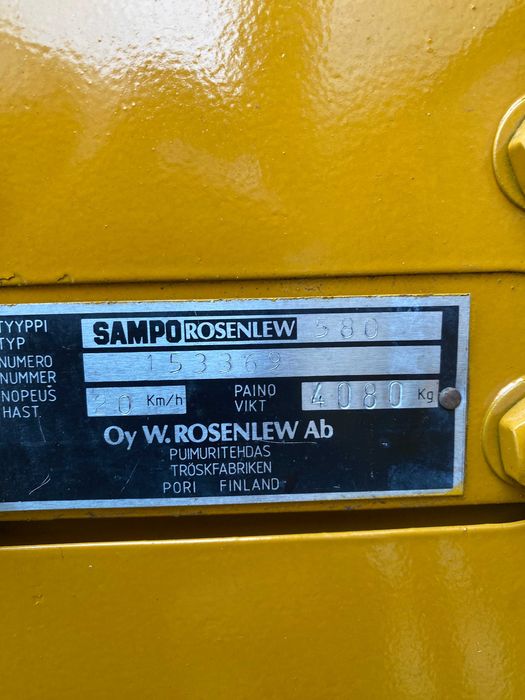 TYYPPI SAMPO ROSENLEW 580
TYP
NUMERO 153369
NUMMER
NOPEUS 20 Km/h PAINO 4080 Kg
HAST. VIKT
Oy W. ROSENLEW Ab
PUIMURITEHDAS
TRÖSKFABRIKEN
PORI FINLAND